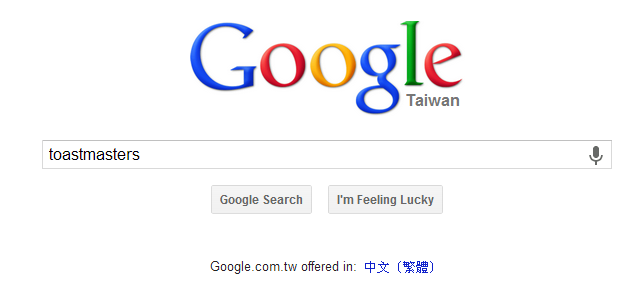 Google
Taiwan
toastmasters
Google Search I'm Feeling Lucky
Google.com.tw offered in: 中文（繁體）